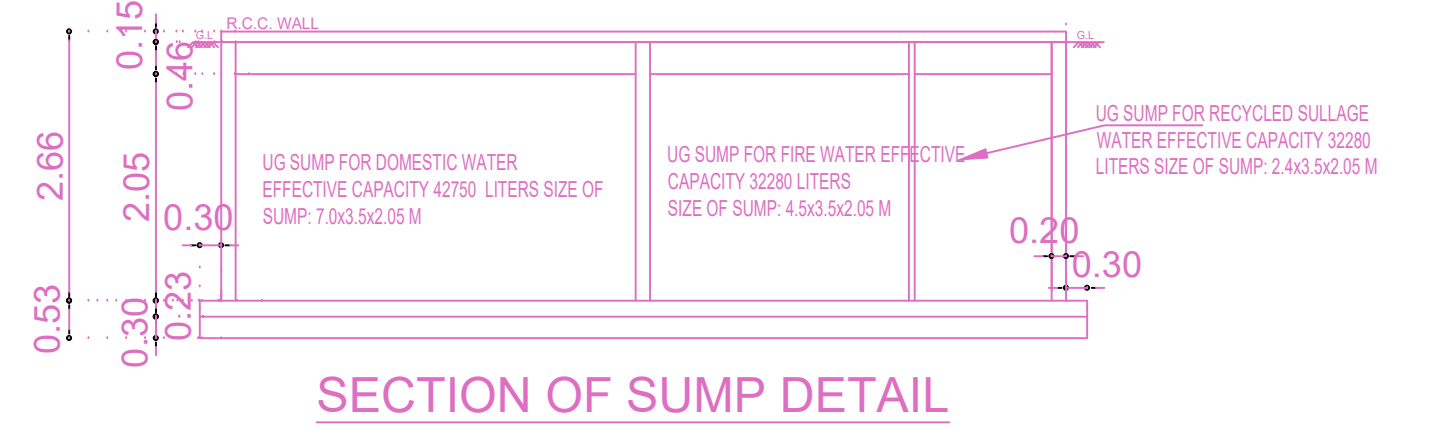 0.15
R.C.C. WALL
G.L
G.L
0.46
2.66
2.05
UG SUMP FOR DOMESTIC WATER
EFFECTIVE CAPACITY 42750 LITERS SIZE OF
SUMP: 7.0x3.5x2.05 M
UG SUMP FOR FIRE WATER EFFECTIVE
CAPACITY 32280 LITERS
SIZE OF SUMP: 4.5x3.5x2.05 M
UG SUMP FOR RECYCLED SULLAGE
WATER EFFECTIVE CAPACITY 32280
LITERS SIZE OF SUMP: 2.4x3.5x2.05 M
0.30
0.20
0.30
0.53
0.30
0.23
SECTION OF SUMP DETAIL